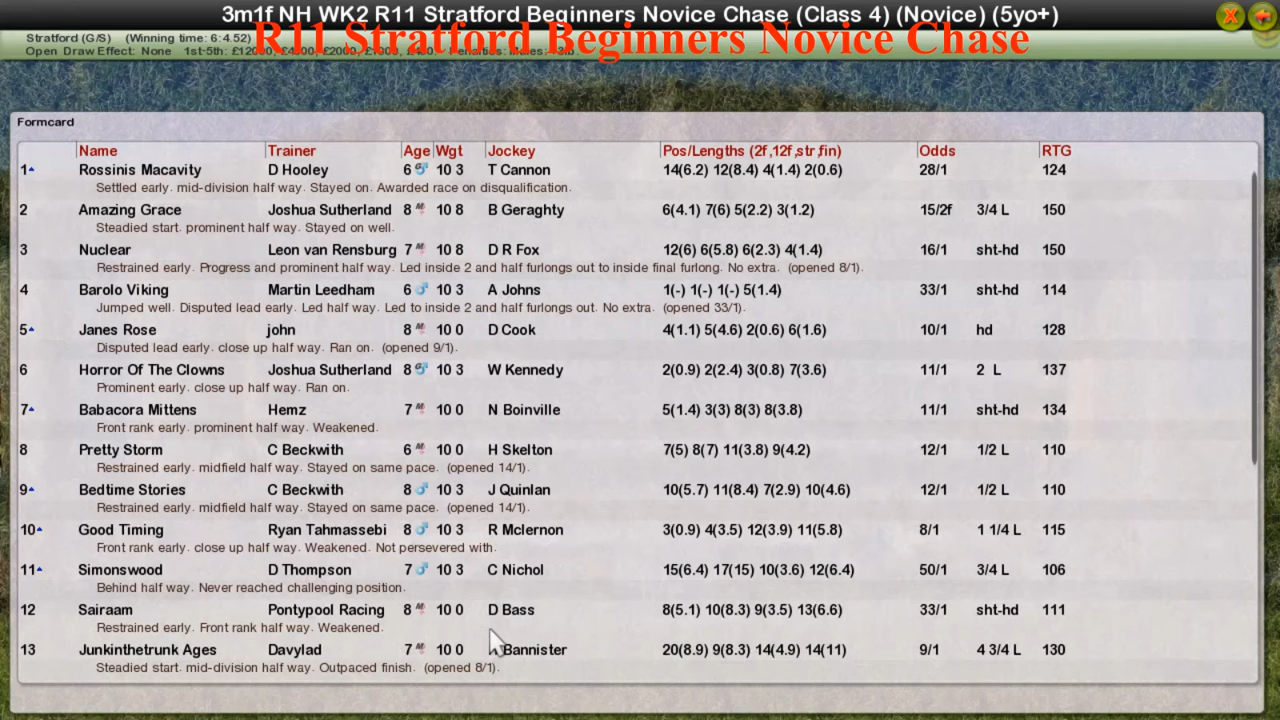 3m1f NH WK2 R11 Stratford Beginners Novice Chase (Class 4) (Novice) (5yo+)
R11 Stratford Beginners Novice Chase
Stratford (G/S) (Winning time: 6:4.52)
Open Draw Effect: None 1st-5th: £12000, £4000, £2000,
Formcard
Name Trainer Age Wgt Jockey Pos/Lengths (2f,12f,str,fin) Odds RTG
1 Rossinis Macavity D Hooley 6 10 3 T Cannon 14(6.2) 12(8.4) 4(1.4) 2(0.6) 28/1 124
Settled early. mid-division half way. Stayed on. Awarded race on disqualification.
2 Amazing Grace Joshua Sutherland 8 10 8 B Geraghty 6(4.1) 7(6) 5(2.2) 3(1.2) 15/2f 3/4 L 150
Steadied start. prominent half way. Stayed on well.
3 Nuclear Leon van Rensburg 7 10 8 D R Fox 12(6) 6(5.8) 6(2.3) 4(1.4) 16/1 sht-hd 150
Restrained early. Progress and prominent half way. Led inside 2 and half furlongs out to inside final furlong. No extra. (opened 8/1).
4 Barolo Viking Martin Leedham 6 10 3 A Johns 1(-) 1(-) 1(-) 5(1.4) 33/1 sht-hd 114
Jumped well. Disputed lead early. Led half way. Led to inside 2 and half furlongs out. No extra. (opened 33/1).
5 Janes Rose john 8 10 0 D Cook 4(1.1) 5(4.6) 2(0.6) 6(1.6) 10/1 hd 128
Disputed lead early. close up half way. Ran on. (opened 9/1).
6 Horror Of The Clowns Joshua Sutherland 8 10 3 W Kennedy 2(0.9) 2(2.4) 3(0.8) 7(3.6) 11/1 2 L 137
Prominent early. close up half way. Ran on.
7 Babacora Mittens Hemz 7 10 0 N Boinville 5(1.4) 3(3) 8(3) 8(3.8) 11/1 sht-hd 134
Front rank early. prominent half way. Weakened.
8 Pretty Storm C Beckwith 6 10 0 H Skelton 7(5) 8(7) 11(3.8) 9(4.2) 12/1 1/2 L 110
Restrained early. midfield half way. Stayed on same pace. (opened 14/1).
9 Bedtime Stories C Beckwith 8 10 3 J Quinlan 10(5.7) 11(8.4) 7(2.9) 10(4.6) 12/1 1/2 L 110
Restrained early. midfield half way. Stayed on same pace. (opened 14/1).
10 Good Timing Ryan Tahmassebi 8 10 3 R Mclernon 3(0.9) 4(3.5) 12(3.9) 11(5.8) 8/1 1 1/4 L 115
Front rank early. close up half way. Weakened. Not persevered with.
11 Simonswood D Thompson 7 10 3 C Nichol 15(6.4) 17(15) 10(3.6) 12(6.4) 50/1 3/4 L 106
Behind half way. Never reached challenging position.
12 Sairaam Pontypool Racing 8 10 0 D Bass 8(5.1) 10(8.3) 9(3.5) 13(6.6) 33/1 sht-hd 111
Restrained early. Front rank half way. Weakened.
13 Junkinthetrunk Ages Davylad 7 10 0 Bannister 20(8.9) 9(8.3) 14(4.9) 14(11) 9/1 4 3/4 L 130
Steadied start. mid-division half way. Outpaced finish. (opened 8/1).